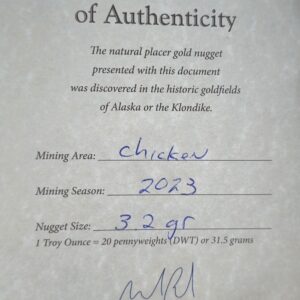 of Authenticity
The natural placer gold nugget
presented with this document
was discovered in the historic goldfields
of Alaska or the Klondike.
Mining Area: Chicken
Mining Season: 2023
Nugget Size: 3.2 gr
1 Troy Ounce = 20 pennyweights (DWT) or 31.5 grams